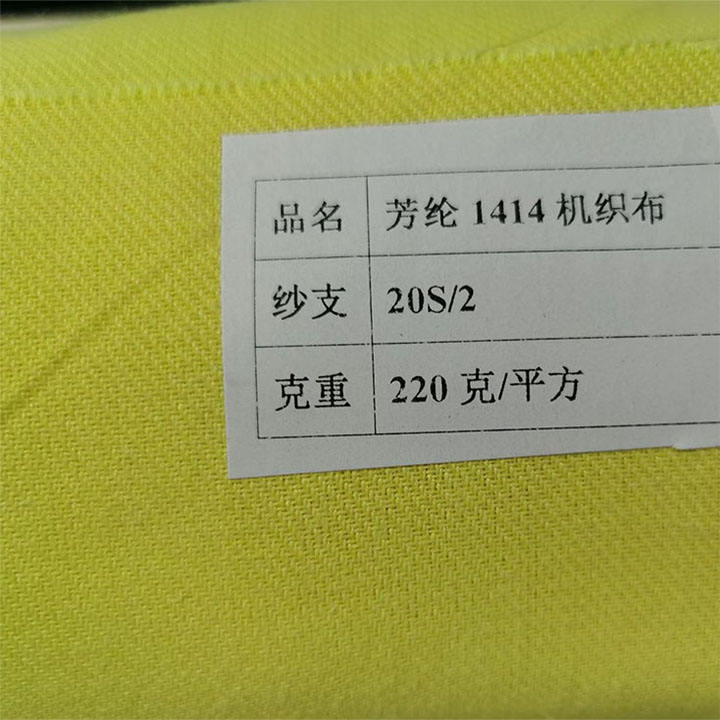 品名 芳纶 1414 机织布
纱支 20S/2
克重 220 克/平方